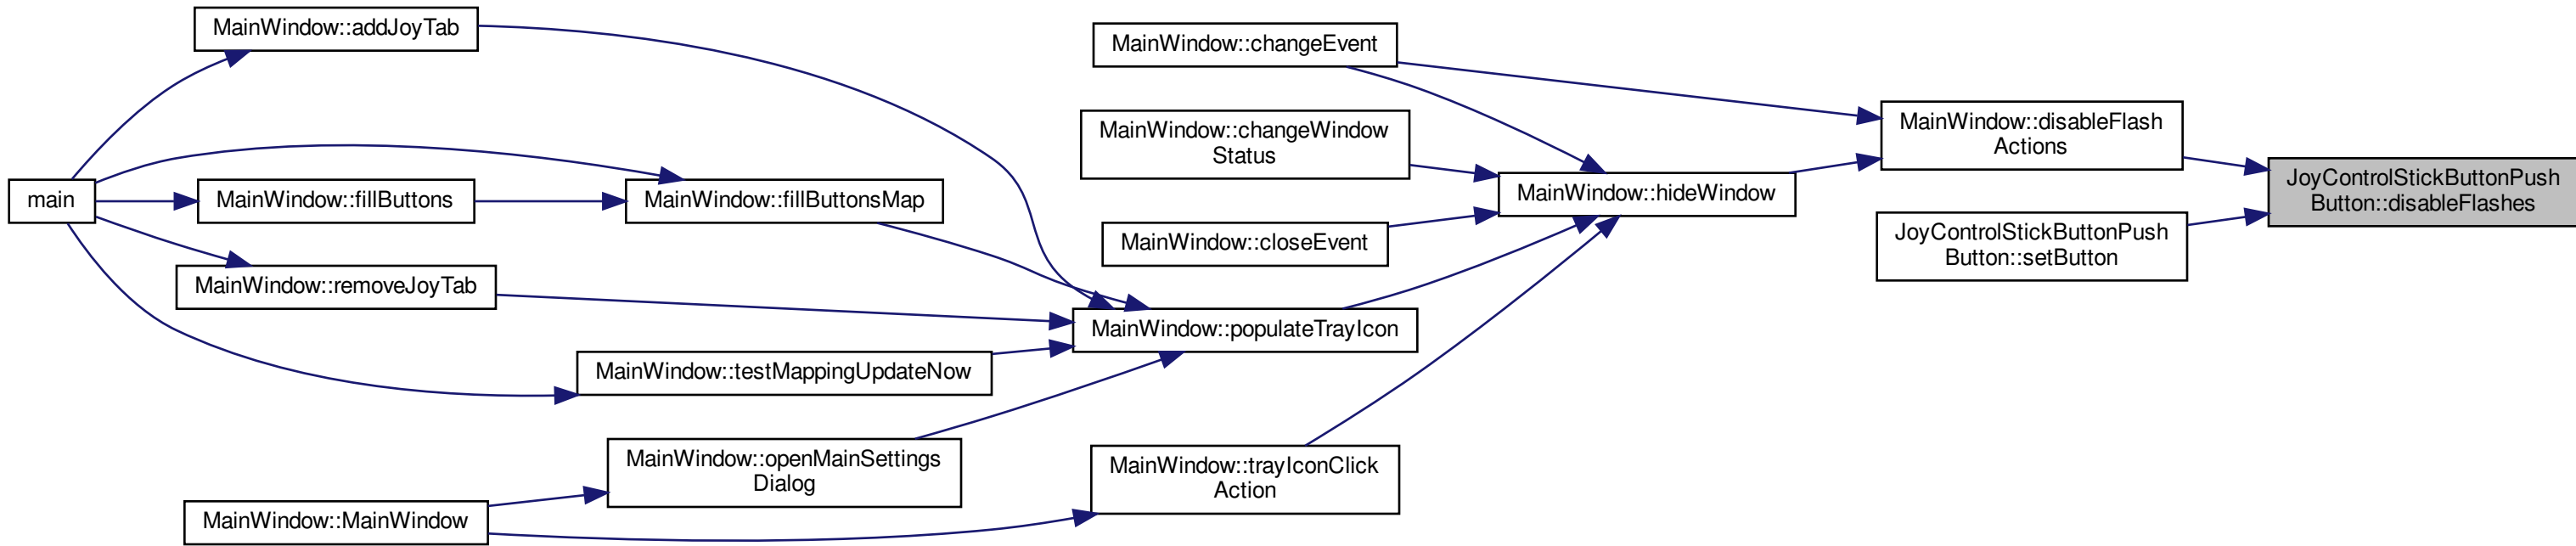 MainWindow::addJoyTab
main
MainWindow::fillButtons
MainWindow::removeJoyTab
MainWindow::MainWindow
MainWindow::fillButtonsMap
MainWindow::testMappingUpdateNow
MainWindow::openMainSettings
Dialog
MainWindow::changeEvent
MainWindow::changeWindow
Status
MainWindow::closeEvent
MainWindow::populateTrayIcon
MainWindow::trayIconClick
Action
MainWindow::hideWindow
MainWindow::disableFlash
Actions
JoyControlStickButtonPush
Button::setButton
JoyControlStickButtonPush
Button::disableFlashes